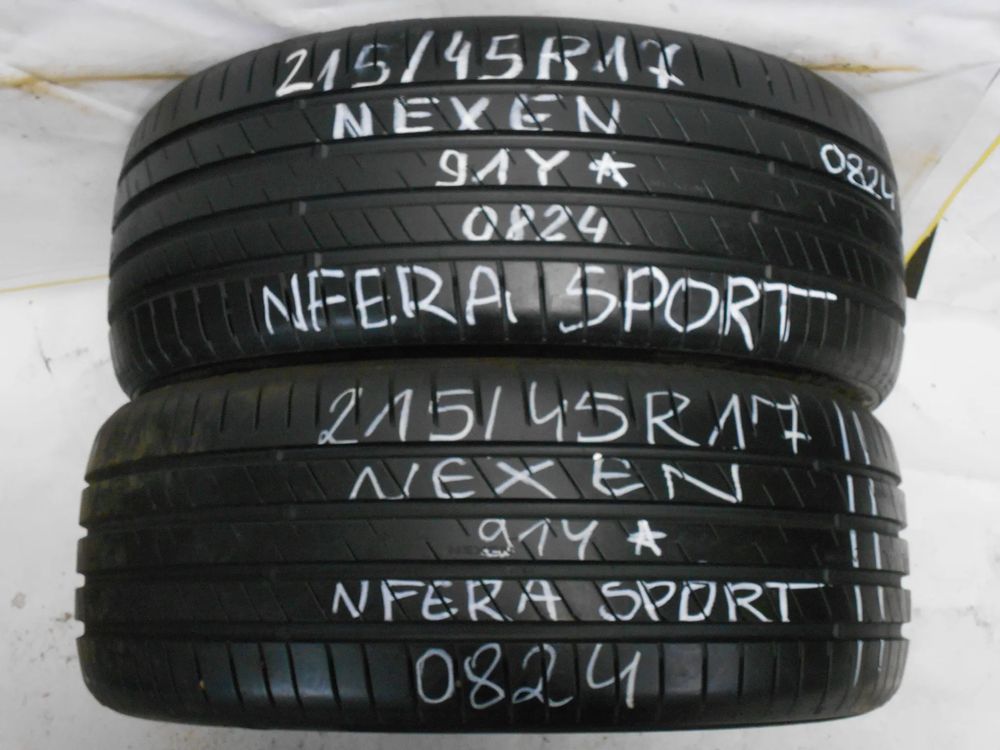 215/45R17
NEXEN
91Y *
0824
0824
NFERA SPORT
215/45R17
NEXEN
91Y *
NFERA SPORT
0824